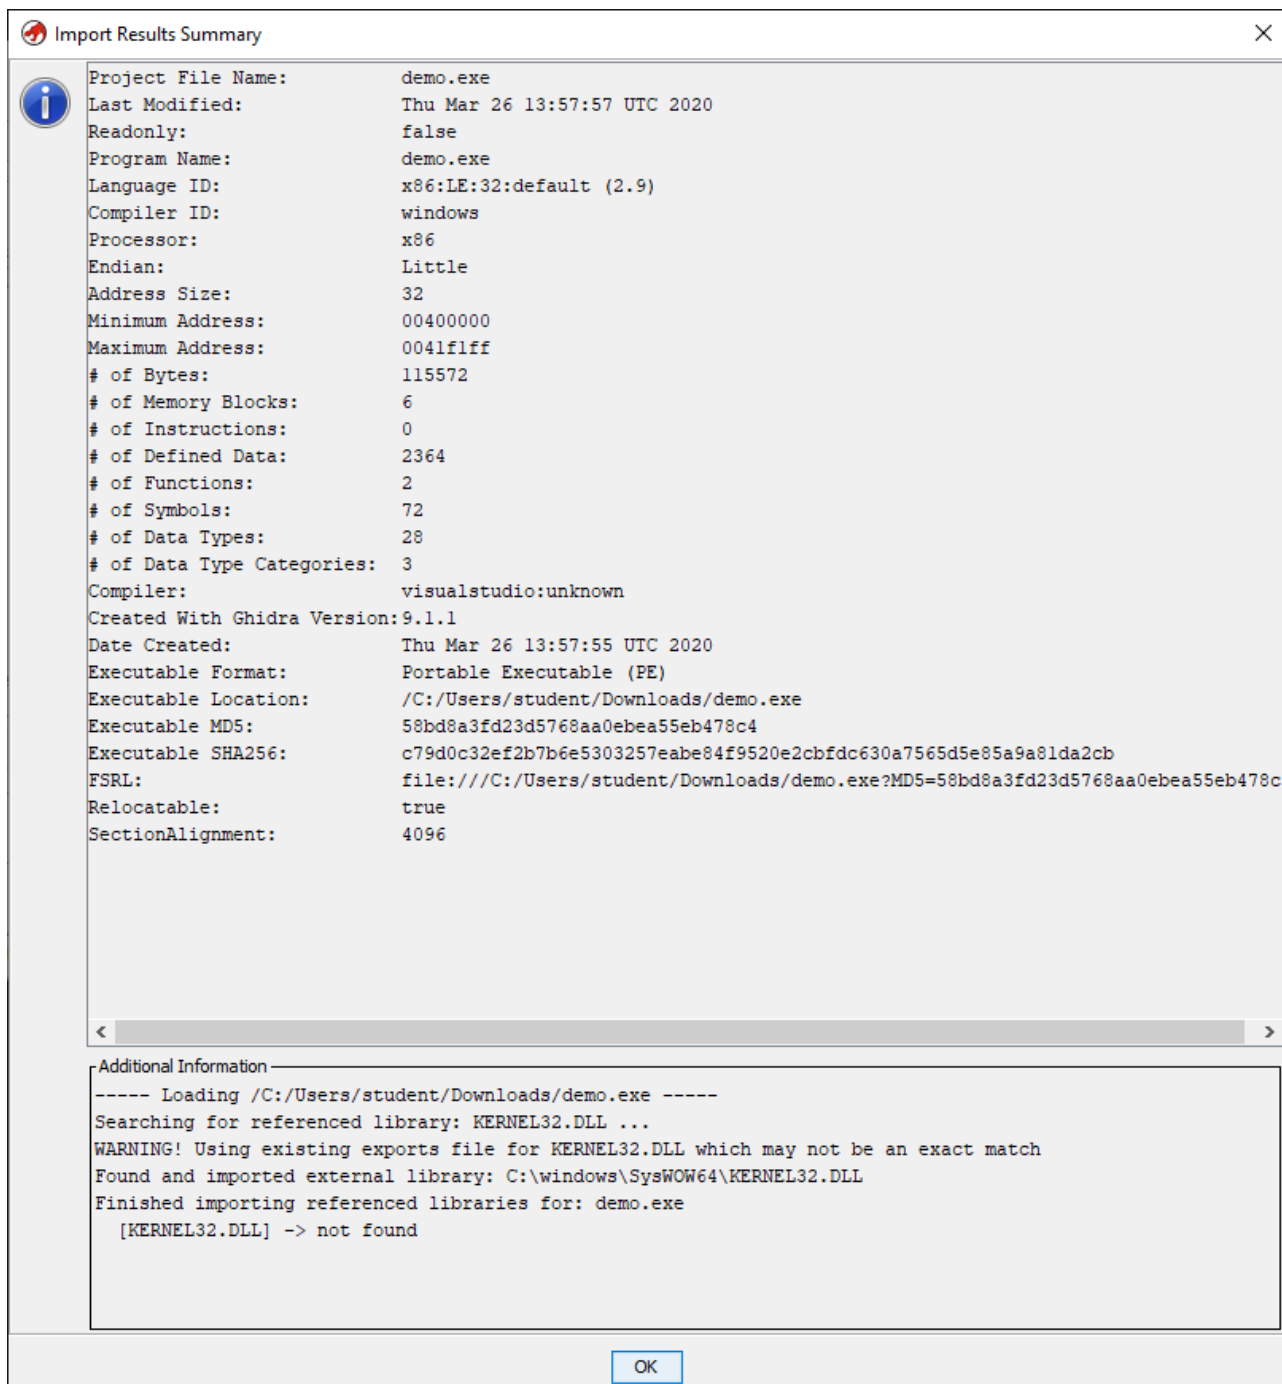 Import Results Summary
Project File Name: demo.exe
Last Modified: Thu Mar 26 13:57:57 UTC 2020
Readonly: false
Program Name: demo.exe
Language ID: x86:LE:32:default (2.9)
Compiler ID: windows
Processor: x86
Endian: Little
Address Size: 32
Minimum Address: 00400000
Maximum Address: 0041f1ff
# of Bytes: 115572
# of Memory Blocks: 6
# of Instructions: 0
# of Defined Data: 2364
# of Functions: 2
# of Symbols: 72
# of Data Types: 28
# of Data Type Categories: 3
Compiler: visualstudio:unknown
Created With Ghidra Version: 9.1.1
Date Created: Thu Mar 26 13:57:55 UTC 2020
Executable Format: Portable Executable (PE)
Executable Location: /C:/Users/student/Downloads/demo.exe
Executable MD5: 58bd8a3fd23d5768aa0ebea55eb478c4
Executable SHA256: c79d0c32ef2b7b6e5303257eabe84f9520e2cbfdc630a7565d5e85a9a81da2cb
FSRL: file:///C:/Users/student/Downloads/demo.exe?MD5=58bd8a3fd23d5768aa0ebea55eb478c
Relocatable: true
SectionAlignment: 4096
Additional Information
----- Loading /C:/Users/student/Downloads/demo.exe -----
Searching for referenced library: KERNEL32.DLL ...
WARNING! Using existing exports file for KERNEL32.DLL which may not be an exact match
Found and imported external library: C:\windows\SysWOW64\KERNEL32.DLL
Finished importing referenced libraries for: demo.exe
[KERNEL32.DLL] -> not found
OK